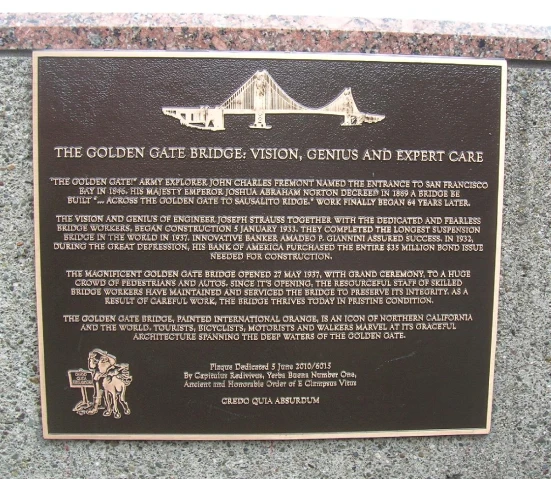 THE GOLDEN GATE BRIDGE: VISION, GENIUS AND EXPERT CARE
"THE GOLDEN GATE!" ARMY EXPLORER JOHN CHARLES FREMONT NAMED THE ENTRANCE TO SAN FRANCISCO
BAY IN 1846. HIS MAJESTY EMPEROR JOSHUA ABRAHAM NORTON DECREED IN 1869 A BRIDGE BE
BUILT "... ACROSS THE GOLDEN GATE TO SAUSALITO RIDGE." WORK FINALLY BEGAN 64 YEARS LATER.
THE VISION AND GENIUS OF ENGINEER JOSEPH STRAUSS TOGETHER WITH THE DEDICATED AND FEARLESS
BRIDGE WORKERS, BEGAN CONSTRUCTION 5 JANUARY 1933. THEY COMPLETED THE LONGEST SUSPENSION
BRIDGE IN THE WORLD IN 1937. INNOVATIVE BANKER AMADEO P. GIANNINI ASSURED SUCCESS. IN 1932,
DURING THE GREAT DEPRESSION, HIS BANK OF AMERICA PURCHASED THE ENTIRE $35 MILLION BOND ISSUE
NEEDED FOR CONSTRUCTION.
THE MAGNIFICENT GOLDEN GATE BRIDGE OPENED 27 MAY 1937, WITH GRAND CEREMONY, TO A HUGE
CROWD OF PEDESTRIANS AND AUTOS. SINCE IT'S OPENING, THE RESOURCEFUL STAFF OF SKILLED
BRIDGE WORKERS HAVE MAINTAINED AND SERVICED THE BRIDGE TO PRESERVE ITS INTEGRITY. AS A
RESULT OF CAREFUL WORK, THE BRIDGE THRIVES TODAY IN PRISTINE CONDITION.
THE GOLDEN GATE BRIDGE, PAINTED INTERNATIONAL ORANGE, IS AN ICON OF NORTHERN CALIFORNIA
AND THE WORLD. TOURISTS, BICYCLISTS, MOTORISTS AND WALKERS MARVEL AT ITS GRACEFUL
ARCHITECTURE SPANNING THE DEEP WATERS OF THE GOLDEN GATE.
Plaque Dedicated 5 June 2010/6015
By Capitulus Redivivus, Yerba Buena Number One,
Ancient and Honorable Order of E Clampus Vitus
CREDO QUIA ABSURDUM